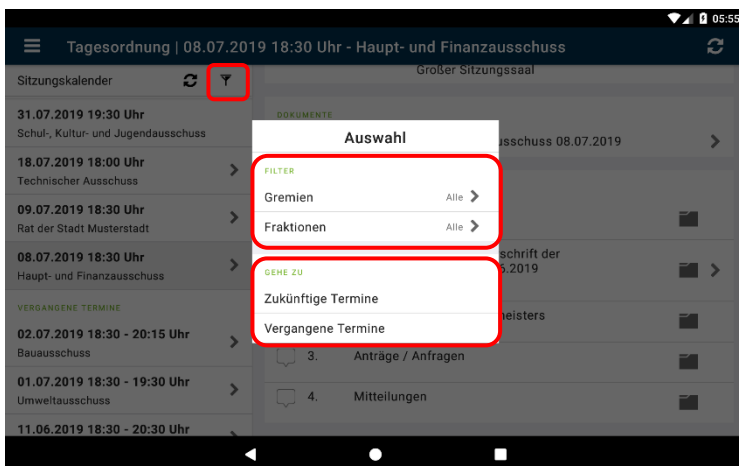 05:55
Tagesordnung | 08.07.2019 18:30 Uhr - Haupt- und Finanzausschuss
Sitzungskalender
31.07.2019 19:30 Uhr
Schul-, Kultur- und Jugendausschuss
18.07.2019 18:00 Uhr
Technischer Ausschuss
09.07.2019 18:30 Uhr
Rat der Stadt Musterstadt
08.07.2019 18:30 Uhr
Haupt- und Finanzausschuss
VERGANGENE TERMINE
02.07.2019 18:30 - 20:15 Uhr
Bauausschuss
01.07.2019 18:30 - 19:30 Uhr
Umweltausschuss
11.06.2019 18:30 - 20:30 Uhr
Großer Sitzungssaal
DOKUMENTE
usschuss 08.07.2019
schrift der
6.2019
neisters
3. Anträge / Anfragen
4. Mitteilungen
Auswahl
FILTER
Gremien Alle
Fraktionen Alle
GEHE ZU
Zukünftige Termine
Vergangene Termine